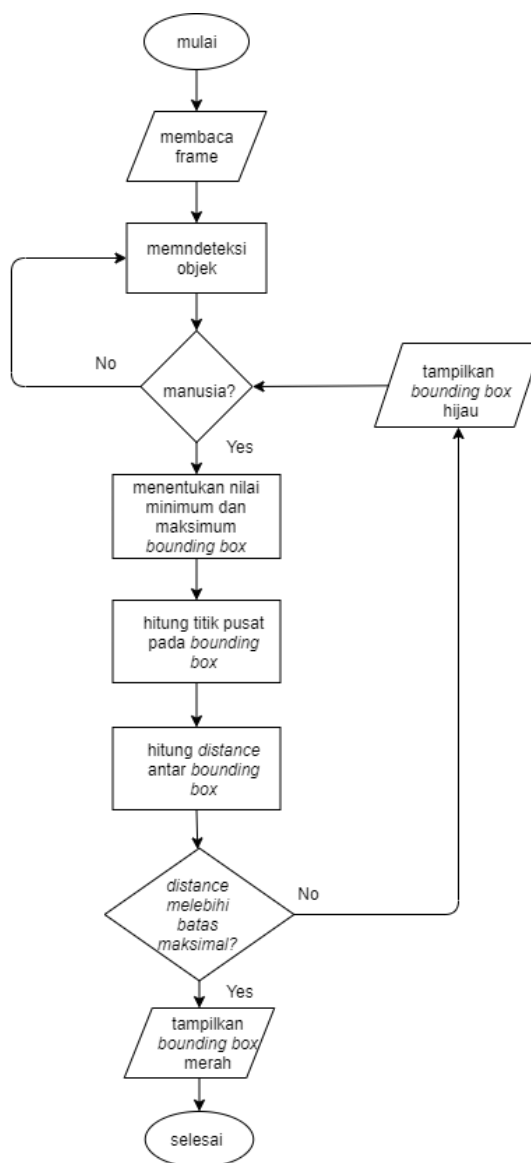 mulai
membaca
frame
memndeteksi
objek
No
manusia?
tampilkan
bounding box
hijau
Yes
menentukan nilai
minimum dan
maksimum
bounding box
hitung titik pusat
pada bounding
box
hitung distance
antar bounding
box
distance
melebihi
batas
maksimal?
No
Yes
tampilkan
bounding box
merah
selesai